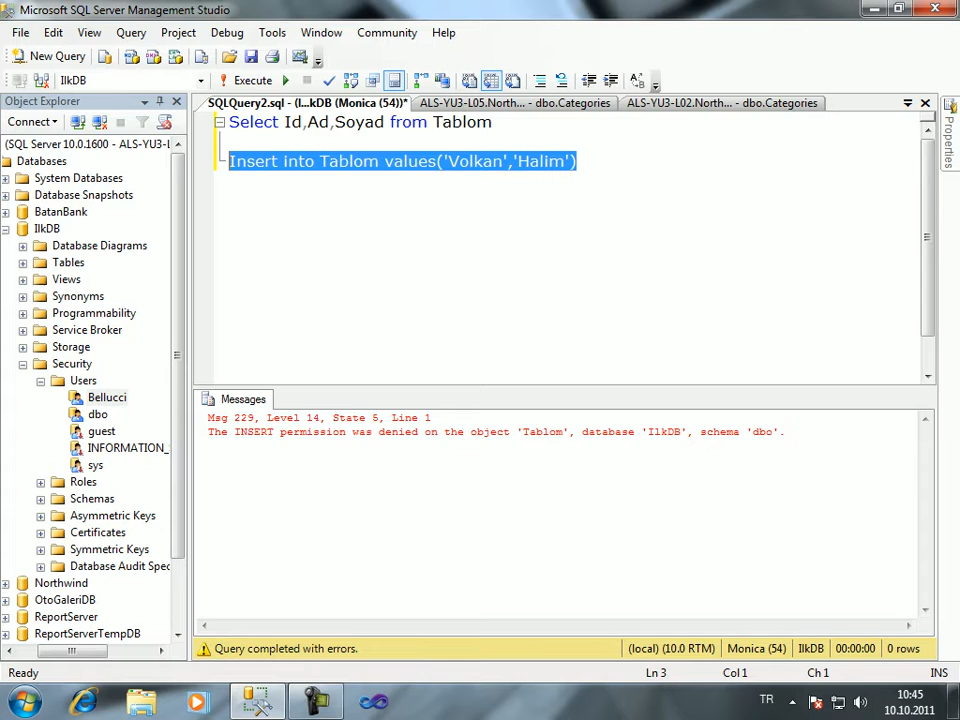 Microsoft SQL Server Management Studio
File Edit View Query Project Debug Tools Window Community Help
New Query
IlkDB Execute
Object Explorer
SQLQuery2.sql - (l...kDB (Monica (54))* ALS-YU3-L05.North... - dbo.Categories ALS-YU3-L02.North... - dbo.Categories
Connect
(SQL Server 10.0.1600 - ALS-YU3-L
Databases
System Databases
Database Snapshots
BatanBank
IlkDB
Database Diagrams
Tables
Views
Synonyms
Programmability
Service Broker
Storage
Security
Users
Bellucci
dbo
guest
INFORMATION_
sys
Roles
Schemas
Asymmetric Keys
Certificates
Symmetric Keys
Database Audit Spec
Northwind
OtoGaleriDB
ReportServer
ReportServerTempDB
Select Id,Ad,Soyad from Tablom
Insert into Tablom values('Volkan','Halim')
Properties
Messages
Msg 229, Level 14, State 5, Line 1
The INSERT permission was denied on the object 'Tablom', database 'IlkDB', schema 'dbo'.
Query completed with errors. (local) (10.0 RTM) Monica (54) IlkDB 00:00:00 0 rows
Ready Ln 3 Col 1 Ch 1 INS
TR 10:45
10.10.2011